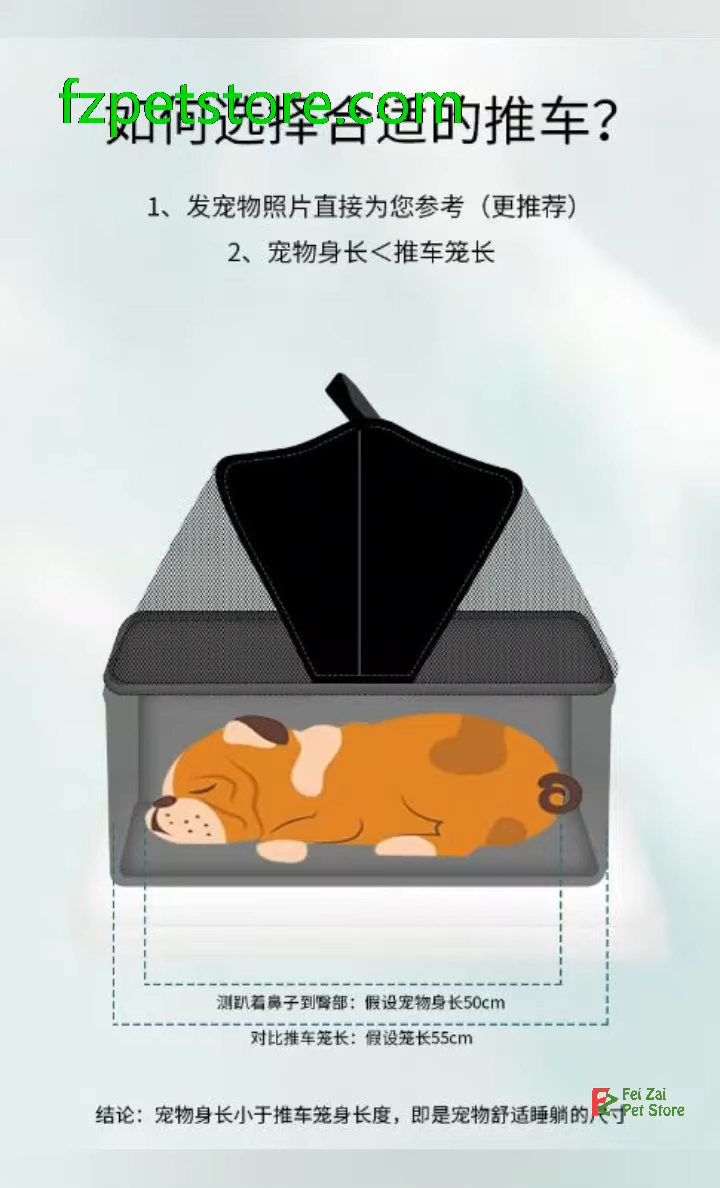 fzpetstore.com
如何选择合适的推车？
1、发宠物照片直接为您参考（更推荐）
2、宠物身长＜推车笼长
测趴着鼻子到臀部：假设宠物身长50cm
对比推车笼长：假设笼长55cm
Fei Zai
Pet Store
结论：宠物身长小于推车笼身长度，即是宠物舒适睡躺的尺寸